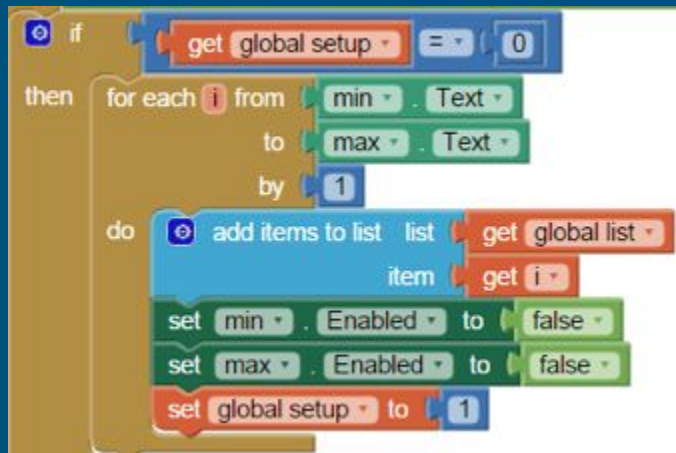 if get global setup = 0
then for each i from min . Text
to max . Text
by 1
do add items to list list get global list
item get i
set min . Enabled to false
set max . Enabled to false
set global setup to 1